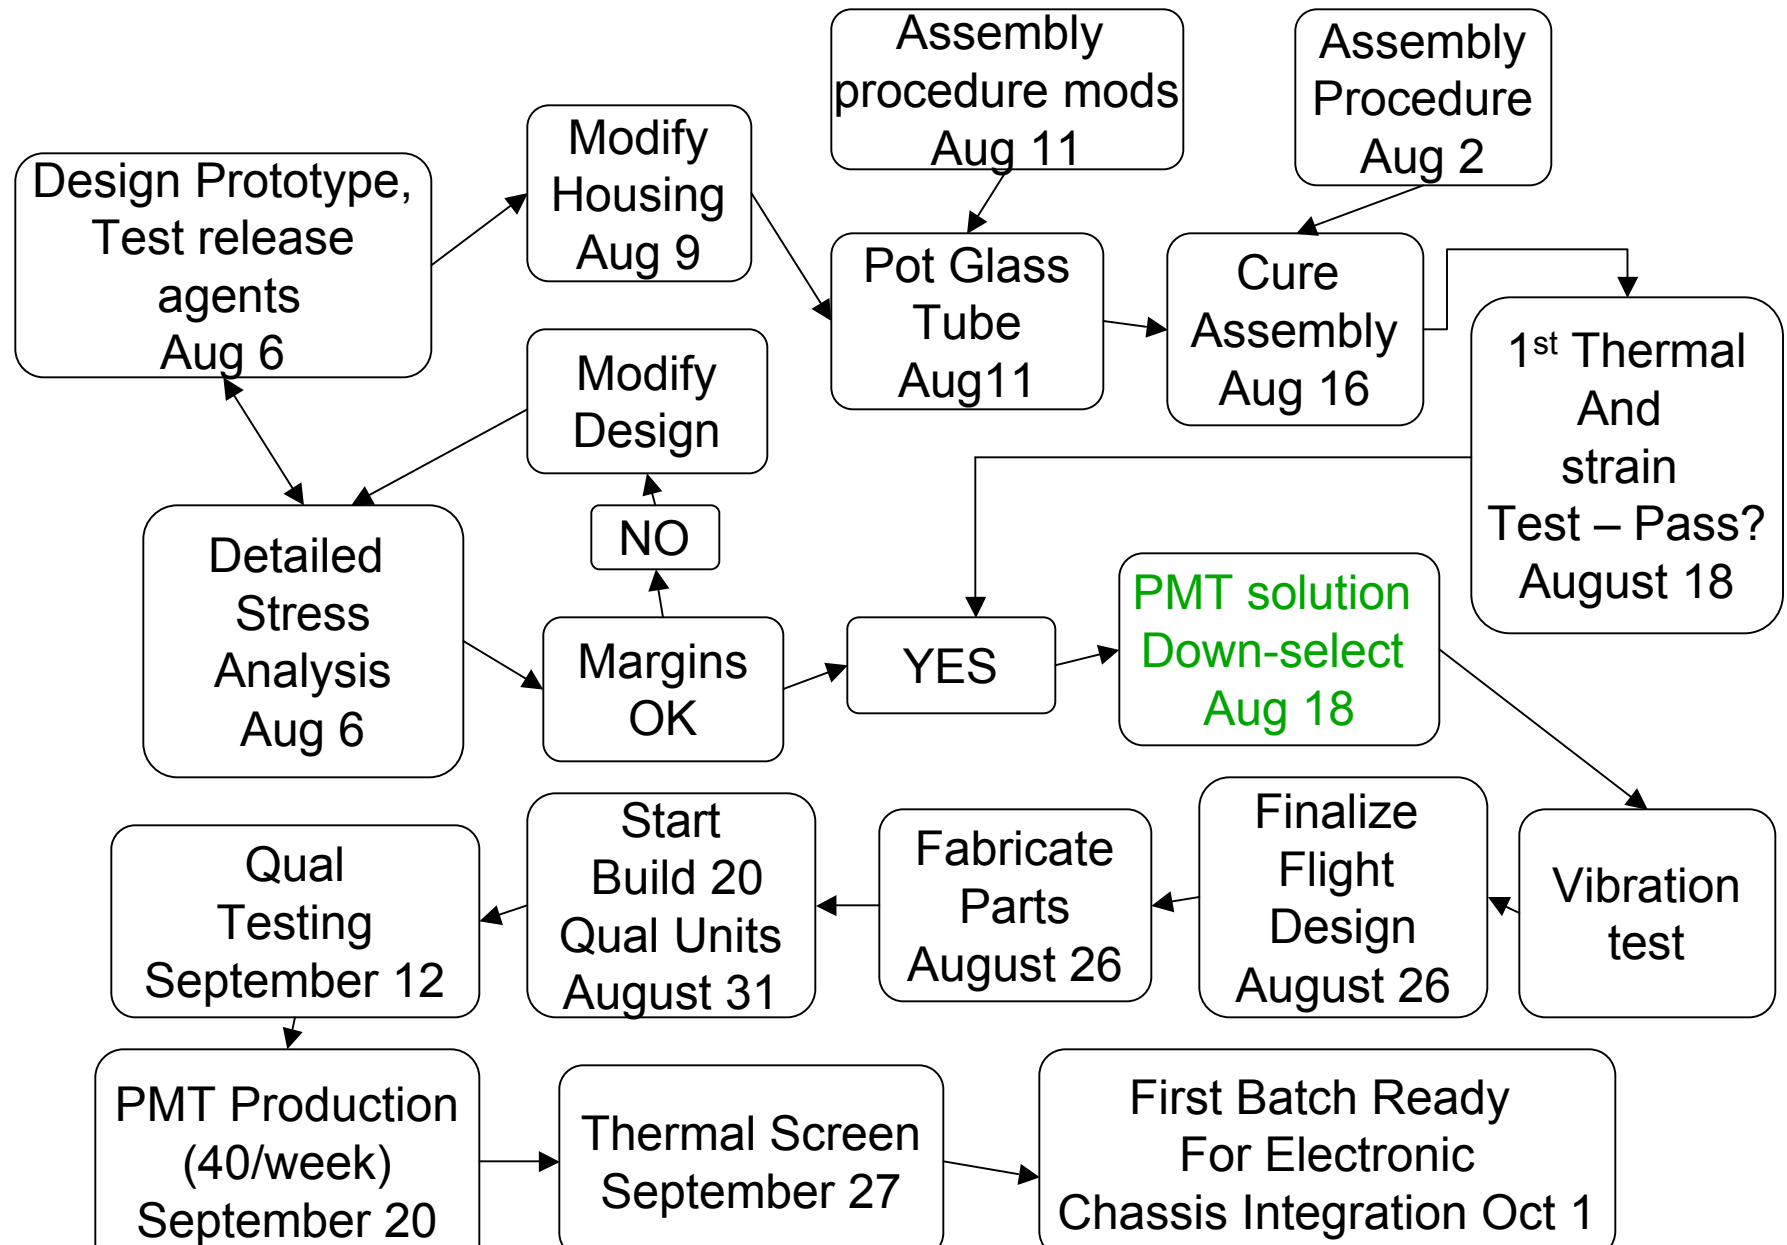 Assembly
procedure mods
Aug 11
Assembly
Procedure
Aug 2
Modify
Housing
Aug 9
Design Prototype,
Test release
agents
Aug 6
Pot Glass
Tube
Aug11
Cure
Assembly
Aug 16
1st Thermal
And
strain
Test – Pass?
August 18
Modify
Design
NO
Detailed
Stress
Analysis
Aug 6
Margins
OK
YES
PMT solution
Down-select
Aug 18
Vibration
test
Finalize
Flight
Design
August 26
Fabricate
Parts
August 26
Start
Build 20
Qual Units
August 31
Qual
Testing
September 12
PMT Production
(40/week)
September 20
Thermal Screen
September 27
First Batch Ready
For Electronic
Chassis Integration Oct 1